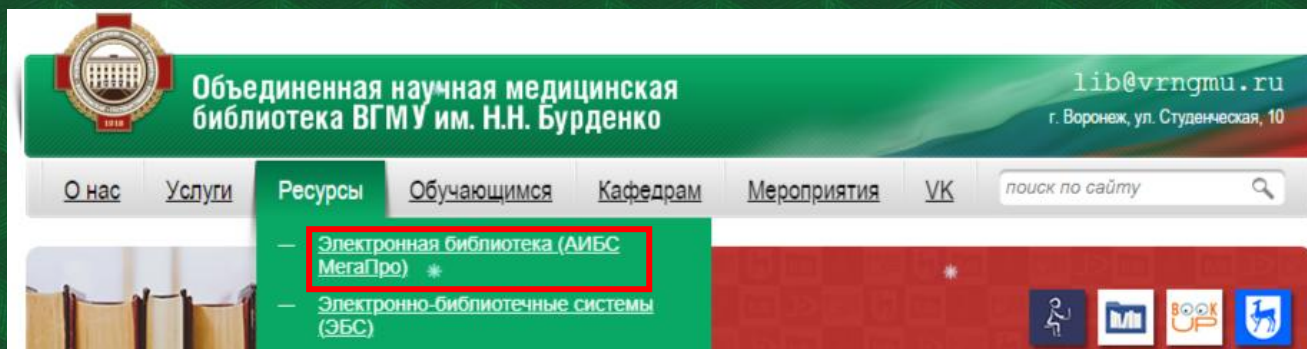 Объединенная научная медицинская
библиотека ВГМУ им. Н.Н. Бурденко
lib@vrngmu.ru
г. Воронеж, ул. Студенческая, 10
О нас Услуги Ресурсы Обучающимся Кафедрам Мероприятия VK поиск по сайту
— Электронная библиотека (АИБС
МегаПро)
— Электронно-библиотечные системы
(ЭБС)
BOOK
UP
1918